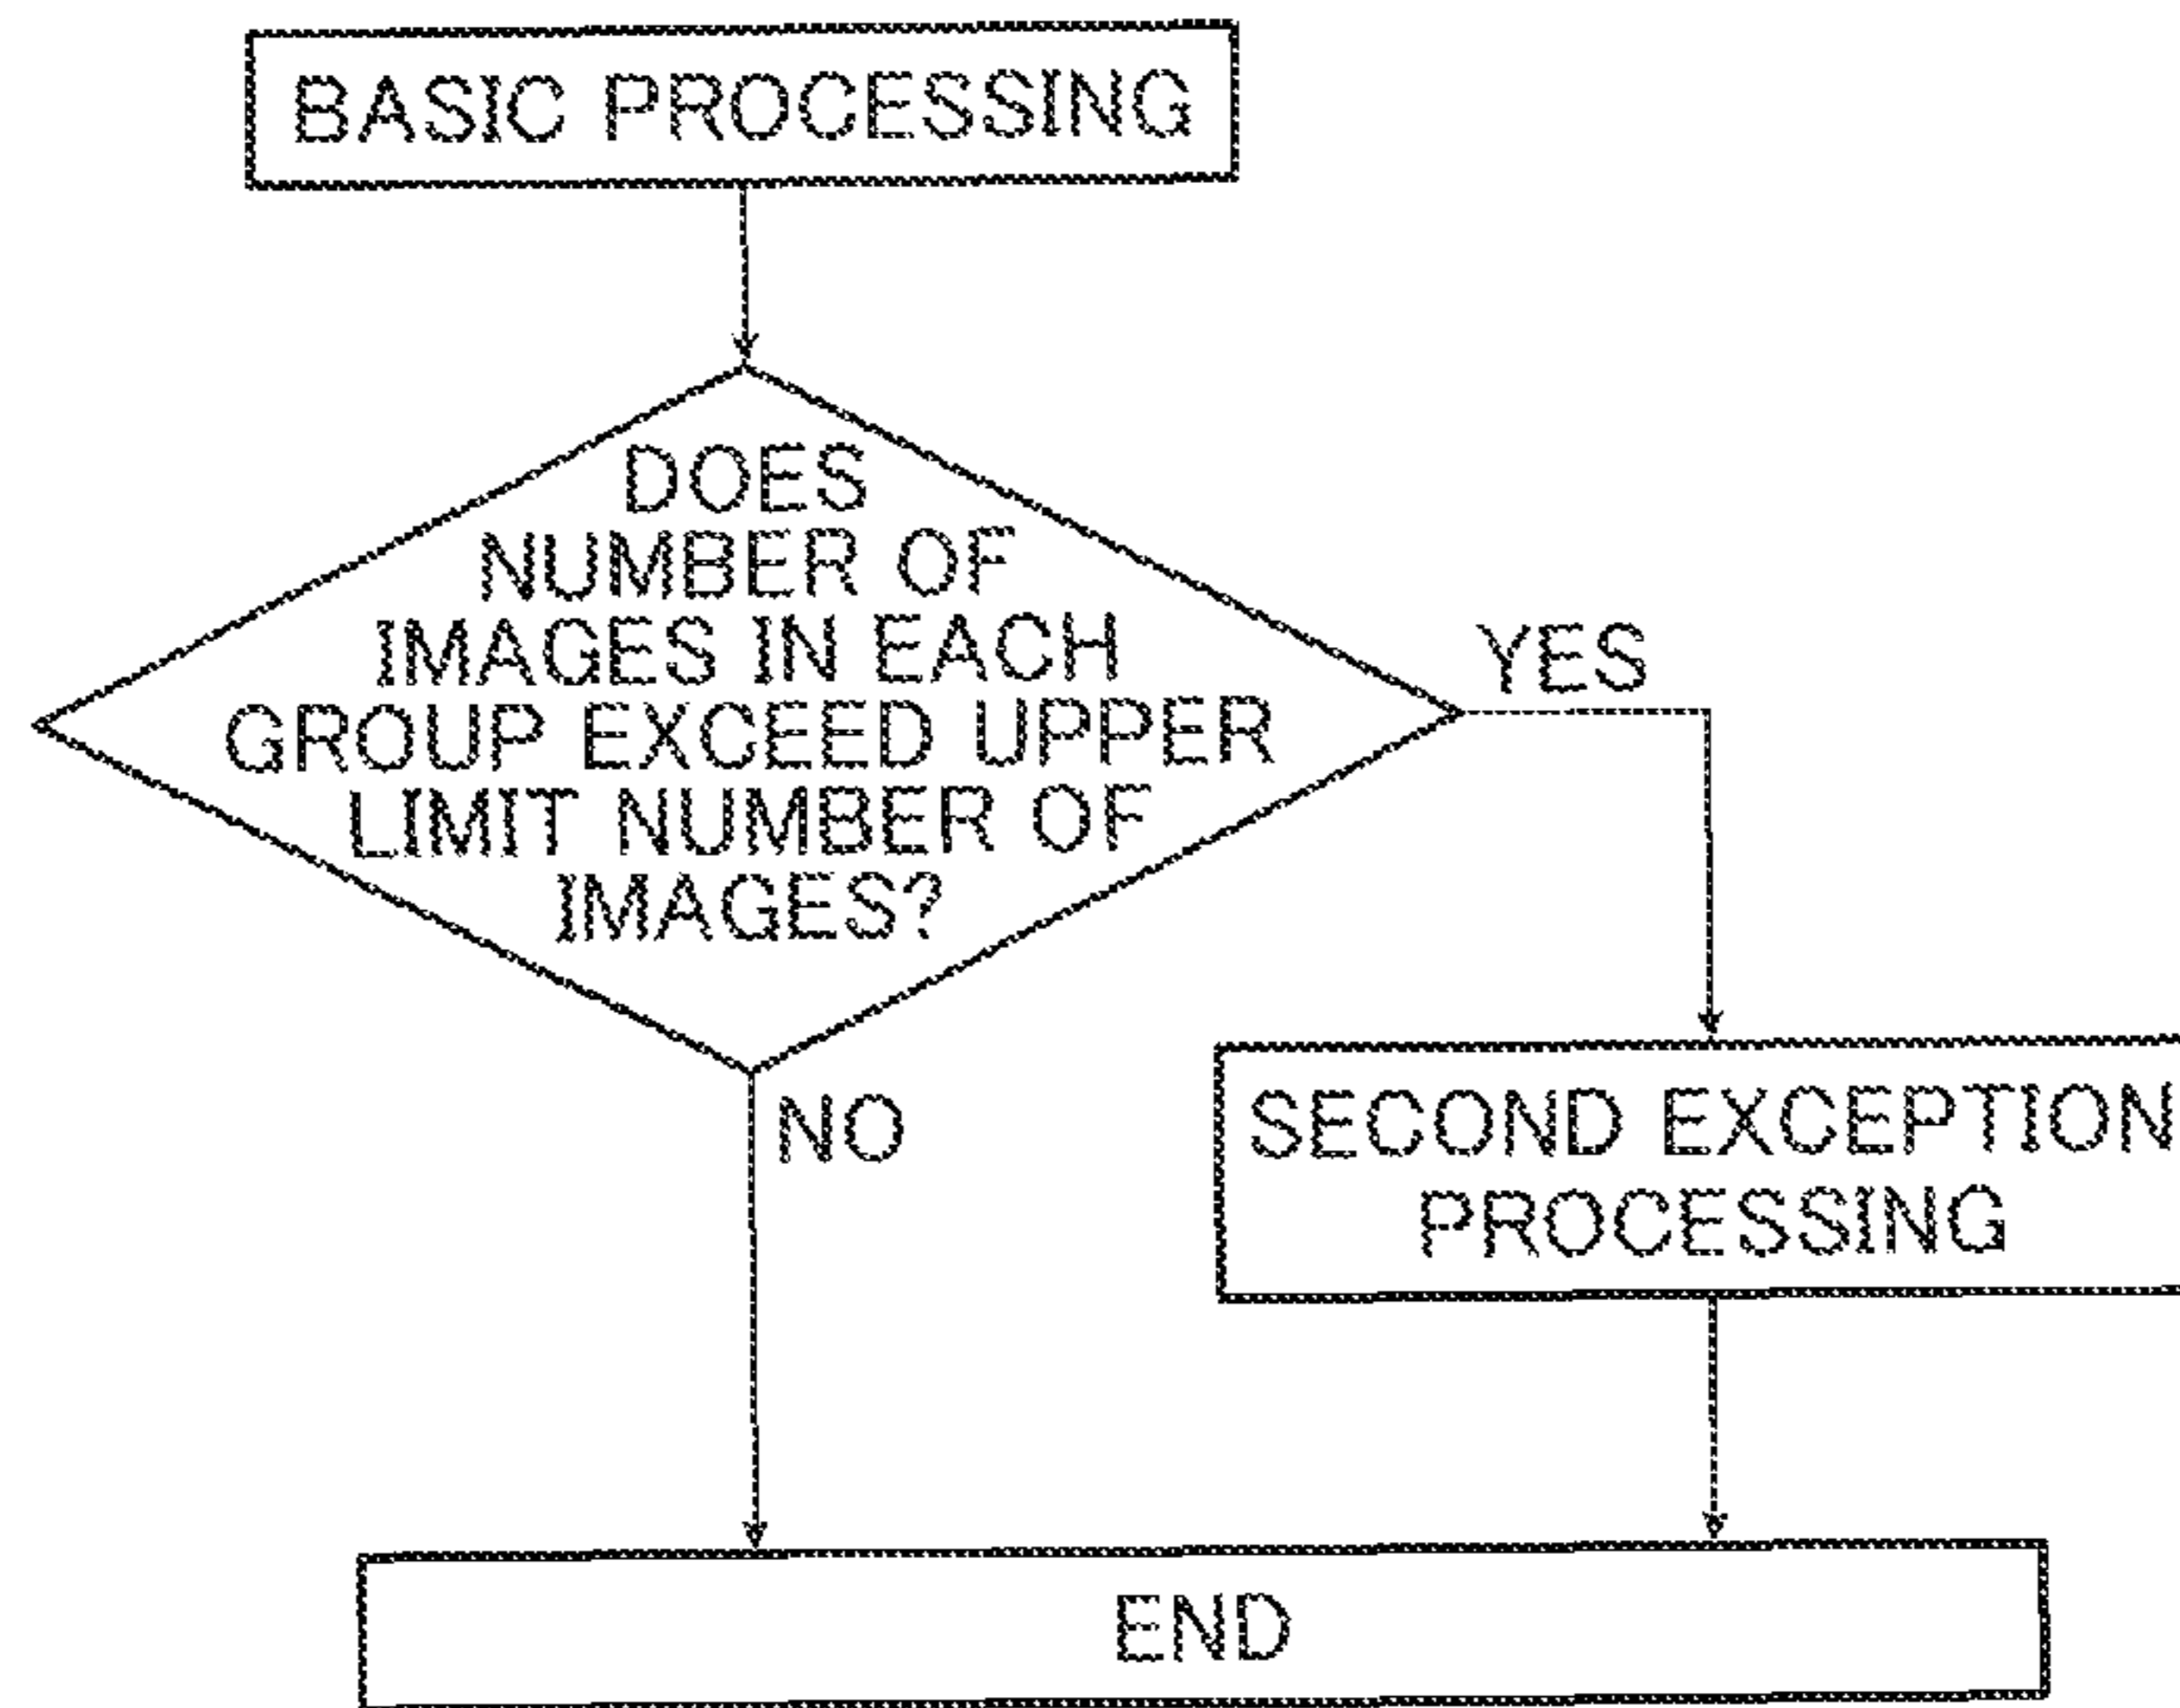 BASIC PROCESSING
DOES
NUMBER OF
IMAGES IN EACH
GROUP EXCEED UPPER
LIMIT NUMBER OF
IMAGES?
YES
NO
SECOND EXCEPTION
PROCESSING
END